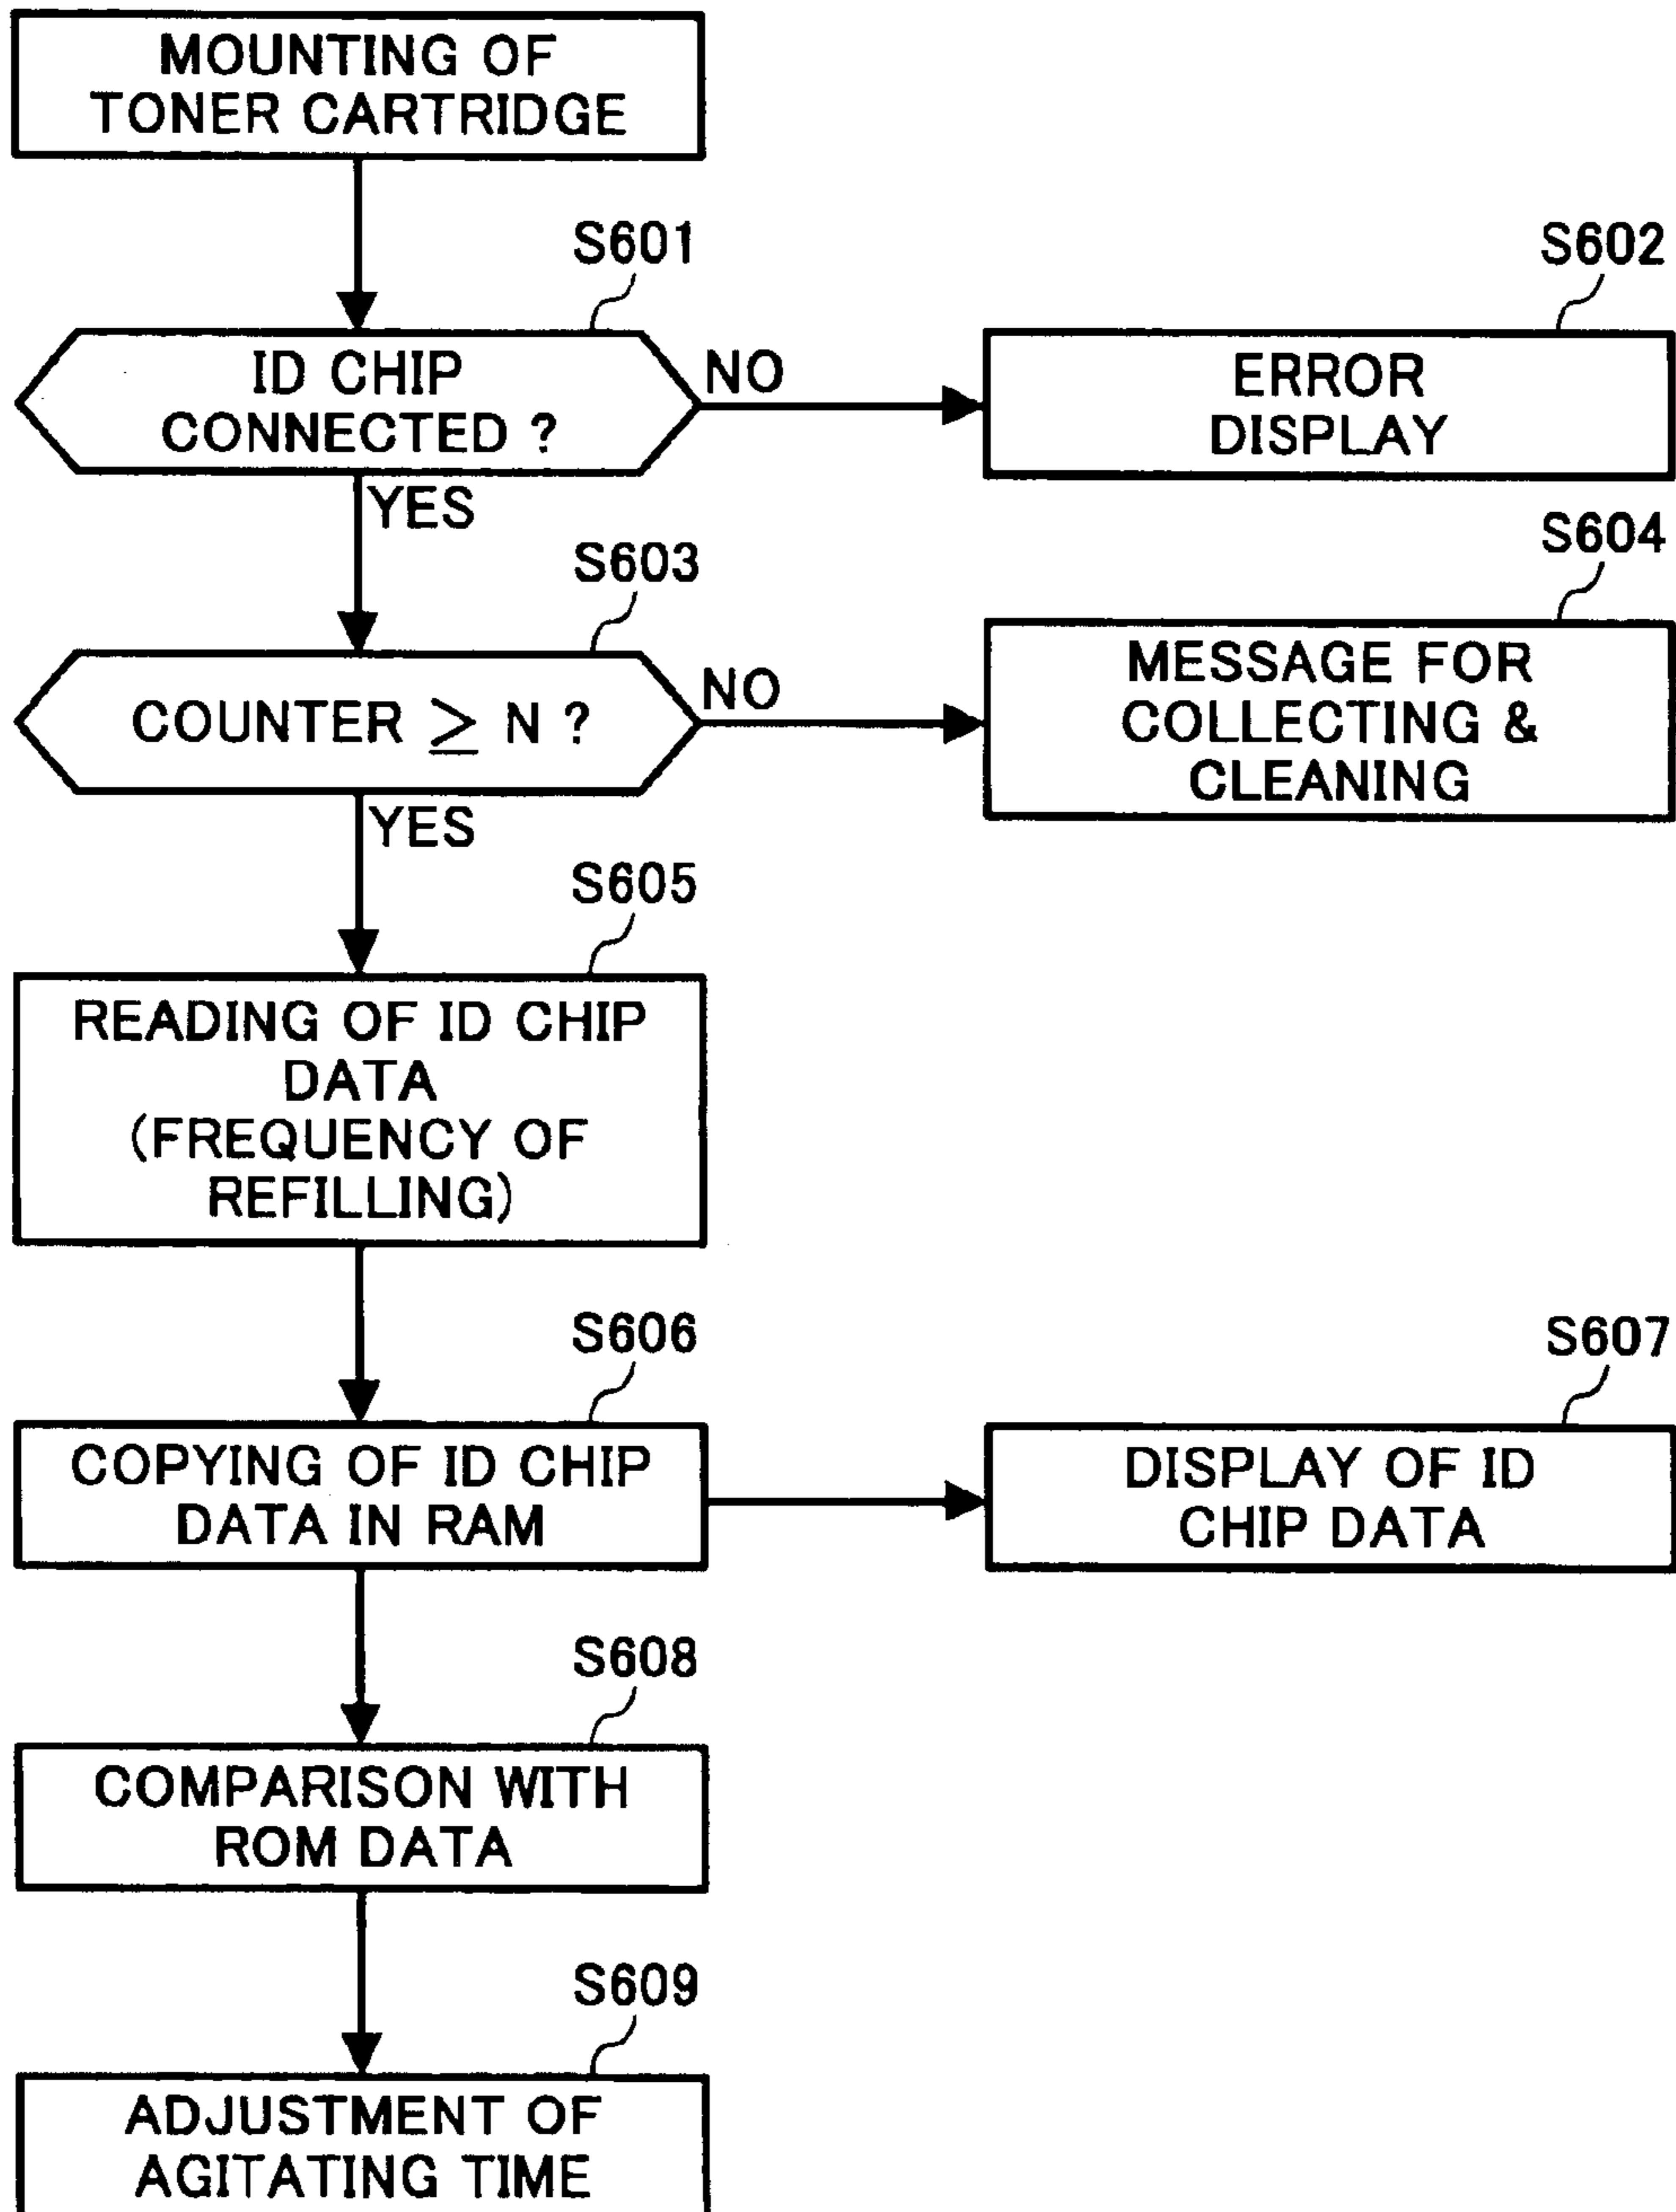 MOUNTING OF
TONER CARTRIDGE
S601
S602
ID CHIP
CONNECTED ?
NO
ERROR
DISPLAY
YES
S603
S604
COUNTER ≥ N ?
NO
MESSAGE FOR
COLLECTING &
CLEANING
YES
S605
READING OF ID CHIP
DATA
(FREQUENCY OF
REFILLING)
S606
S607
COPYING OF ID CHIP
DATA IN RAM
DISPLAY OF ID
CHIP DATA
S608
COMPARISON WITH
ROM DATA
S609
ADJUSTMENT OF
AGITATING TIME